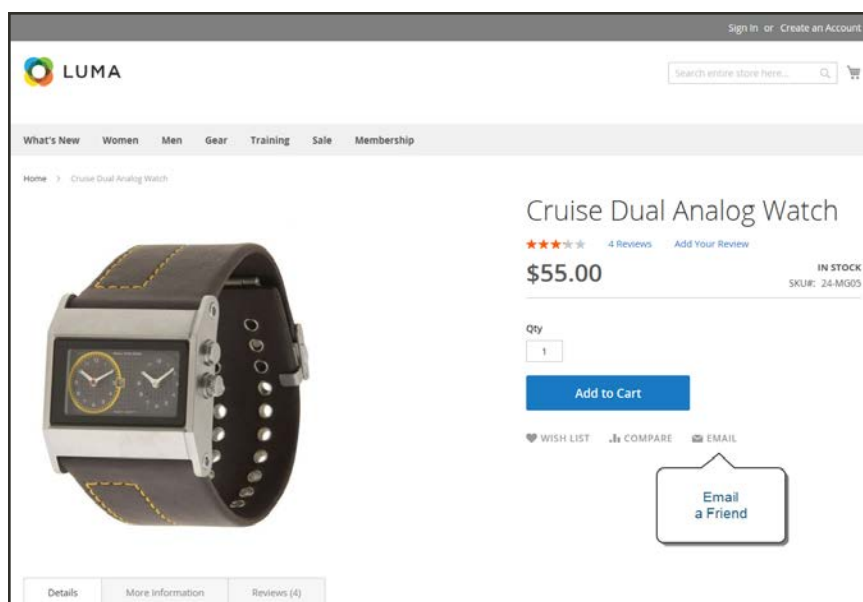 Sign In or Create an Account
LUMA
Search entire store here...
What's New Women Men Gear Training Sale Membership
Home > Cruise Dual Analog Watch
Cruise Dual Analog Watch
4 Reviews Add Your Review
$55.00
IN STOCK
SKU#: 24-MG05
Qty
1
Add to Cart
WISH LIST COMPARE EMAIL
Email
a Friend
Details More Information Reviews (4)